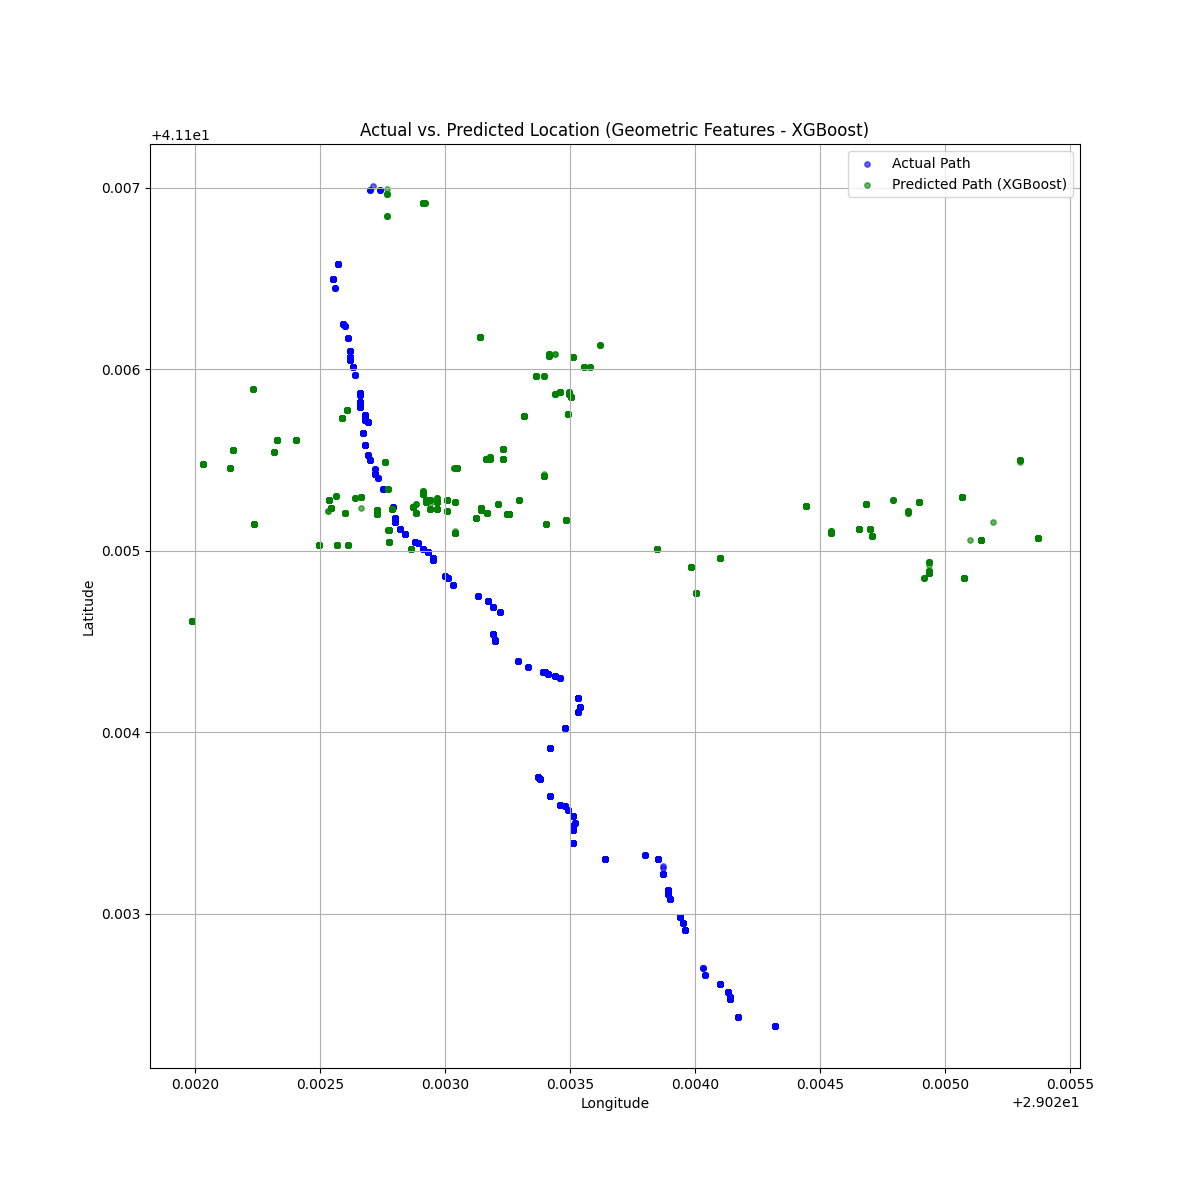 Actual vs. Predicted Location (Geometric Features - XGBoost)
+4.11e1
Actual Path
Predicted Path (XGBoost)
0.007
0.006
0.005
0.004
0.003
Latitude
0.0020 0.0025 0.0030 0.0035 0.0040 0.0045 0.0050 0.0055
Longitude
+2.902e1